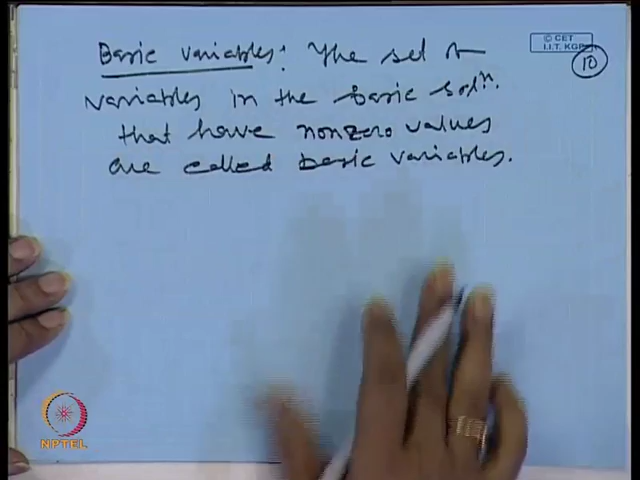 Basic variables: The set of
variables in the basic solⁿ.
that have nonzero values
are called basic variables.
© CET
I.I.T. KGP
10
NPTEL